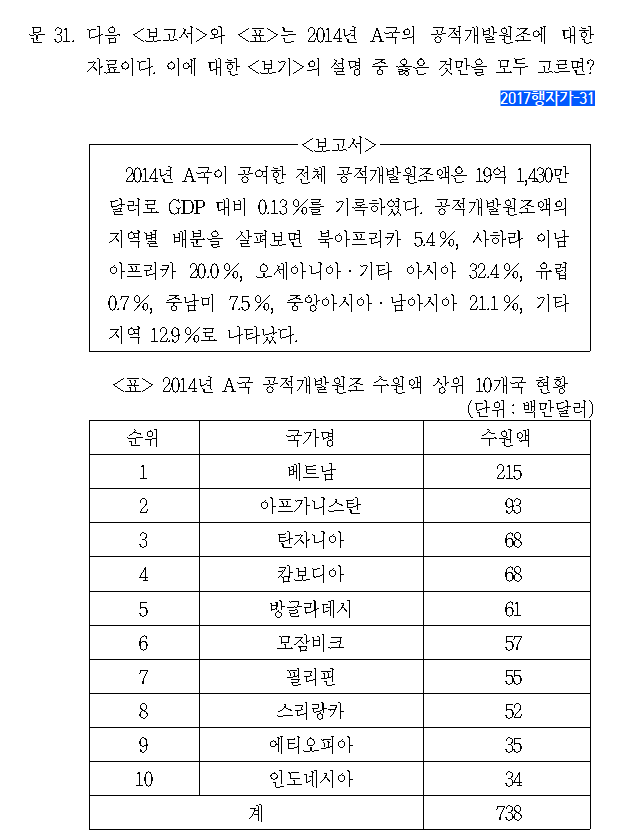 문 31. 다음 <보고서>와 <표>는 2014년 A국의 공적개발원조에 대한
자료이다. 이에 대한 <보기>의 설명 중 옳은 것만을 모두 고르면?
2017행자가-31
<보고서>
2014년 A국이 공여한 전체 공적개발원조액은 19억 1,430만
달러로 GDP 대비 0.13 %를 기록하였다. 공적개발원조액의
지역별 배분을 살펴보면 북아프리카 5.4 %, 사하라 이남
아프리카 20.0 %, 오세아니아·기타 아시아 32.4 %, 유럽
0.7 %, 중남미 7.5 %, 중앙아시아·남아시아 21.1 %, 기타
지역 12.9 %로 나타났다.
<표> 2014년 A국 공적개발원조 수원액 상위 10개국 현황
(단위 : 백만달러)
순위 국가명 수원액
1 베트남 215
2 아프가니스탄 93
3 탄자니아 68
4 캄보디아 68
5 방글라데시 61
6 모잠비크 57
7 필리핀 55
8 스리랑카 52
9 에티오피아 35
10 인도네시아 34
계 738